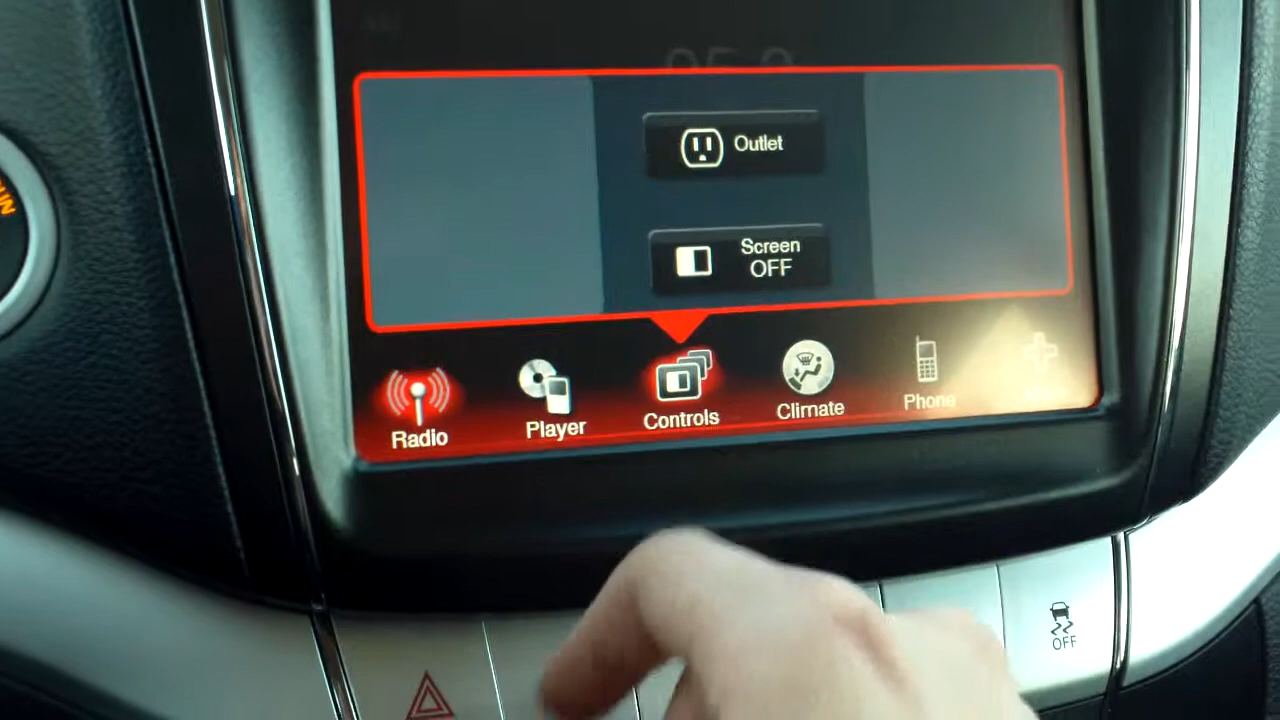 Outlet
Screen
OFF
Radio
Player
Controls
Climate
Phone
OFF